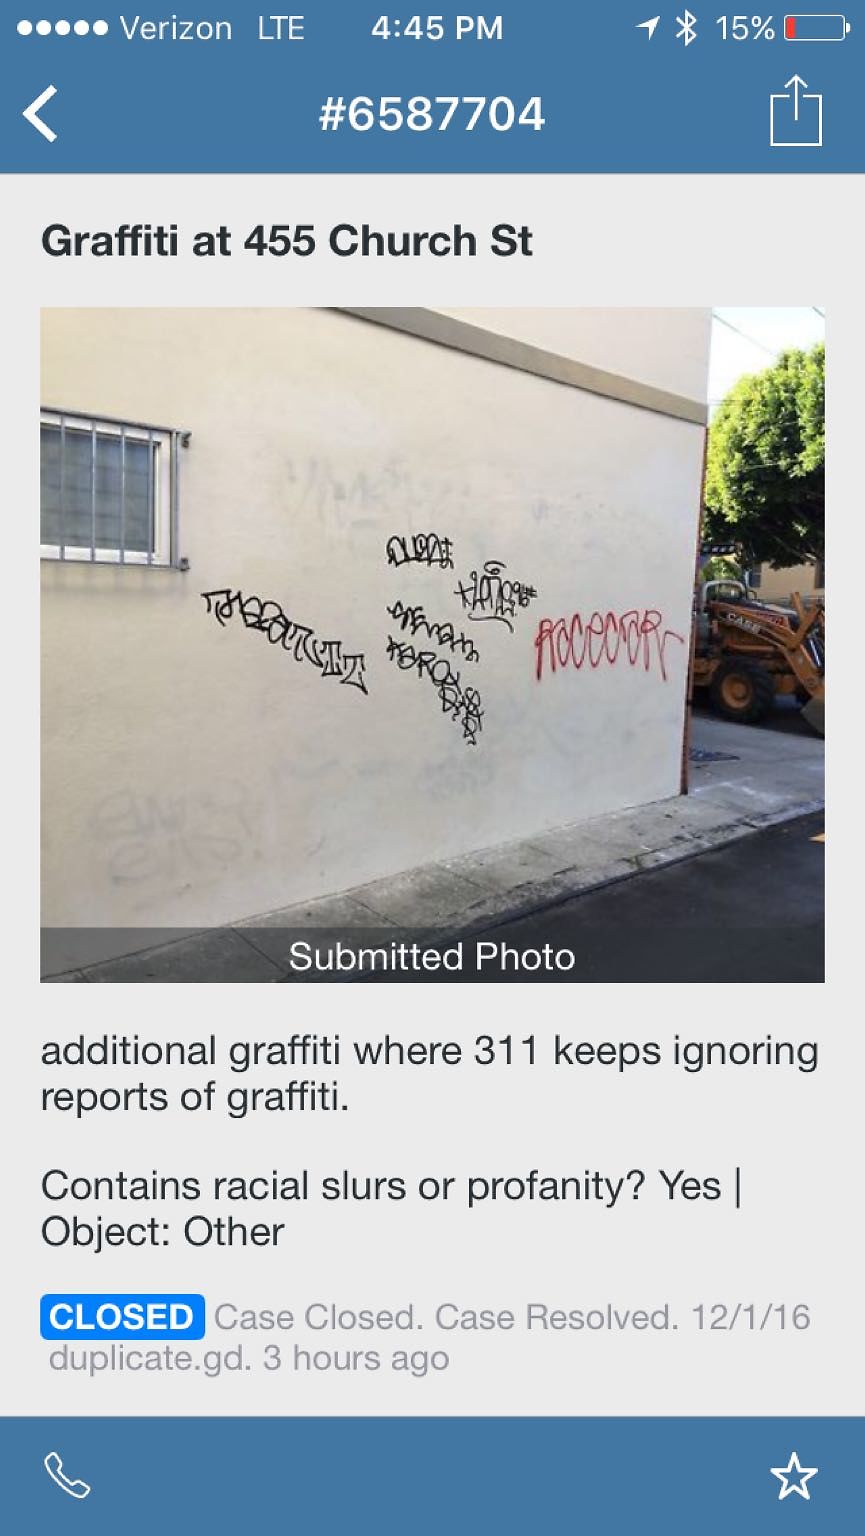 Verizon LTE 4:45 PM 15%
#6587704
Graffiti at 455 Church St
CASE
Submitted Photo
additional graffiti where 311 keeps ignoring
reports of graffiti.
Contains racial slurs or profanity? Yes |
Object: Other
CLOSED Case Closed. Case Resolved. 12/1/16
duplicate.gd. 3 hours ago